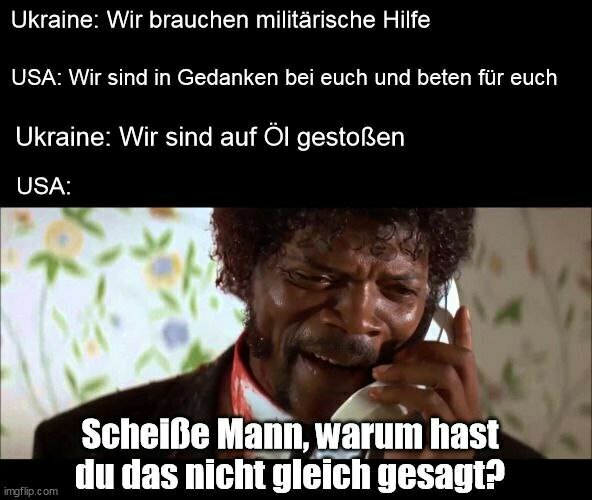 Ukraine: Wir brauchen militärische Hilfe
USA: Wir sind in Gedanken bei euch und beten für euch
Ukraine: Wir sind auf Öl gestoßen
USA:
Scheiße Mann, warum hast
du das nicht gleich gesagt?
imgflip.com